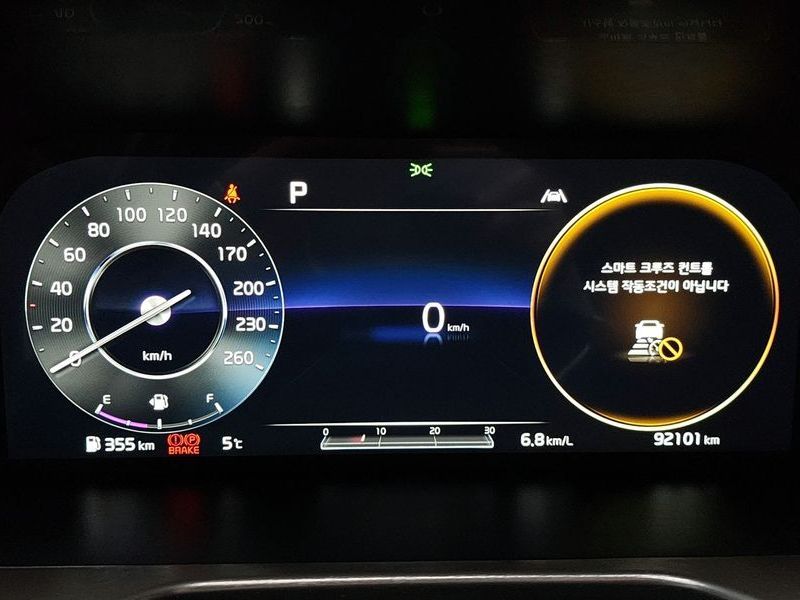 P
100 120
80 140
60 170
40 200
20 230
0 260
km/h
E F
0 km/h
스마트 크루즈 컨트롤
시스템 작동조건이 아닙니다
355 km
(!) (P)
BRAKE
5℃
0 10 20 30
6.8 km/L
92101 km